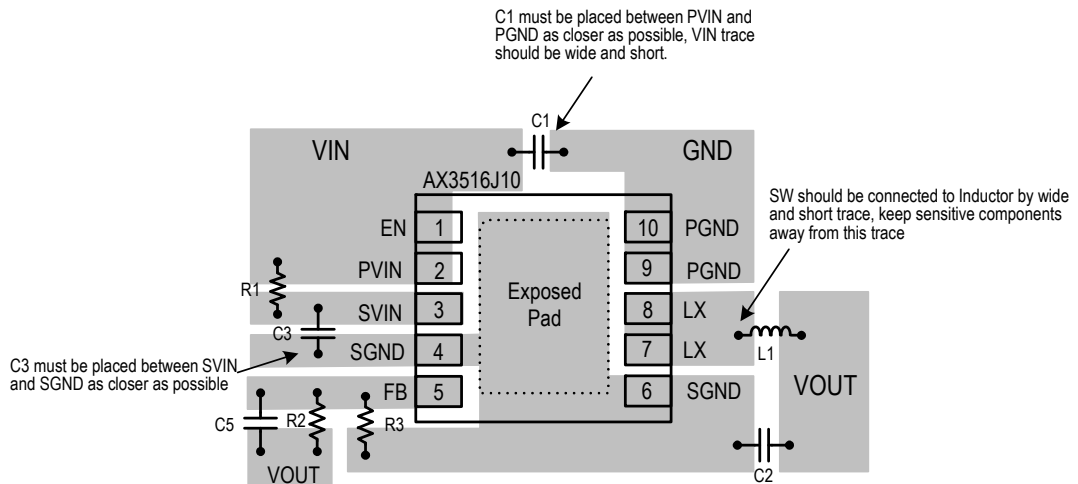 C1 must be placed between PVIN and
PGND as closer as possible, VIN trace
should be wide and short.
C1
VIN
GND
AX3516J10
SW should be connected to Inductor by wide
and short trace, keep sensitive components
away from this trace
EN 1
10 PGND
PVIN 2
9 PGND
R1
Exposed
Pad
SVIN 3
8 LX
C3
SGND 4
7 LX
L1
C3 must be placed between SVIN
and SGND as closer as possible
FB 5
6 SGND
VOUT
C5
R2
R3
VOUT
C2